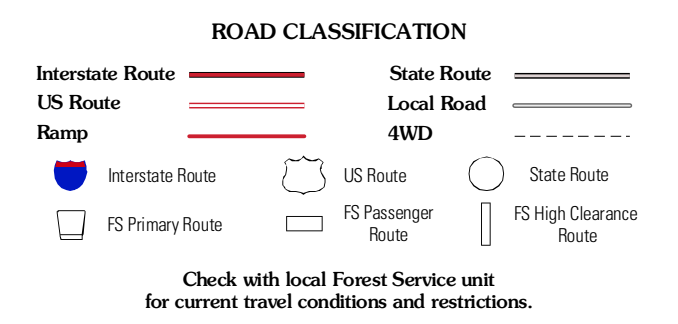 ROAD CLASSIFICATION
Interstate Route
State Route
US Route
Local Road
Ramp
4WD
Interstate Route
US Route
State Route
FS Primary Route
FS Passenger
Route
FS High Clearance
Route
Check with local Forest Service unit
for current travel conditions and restrictions.